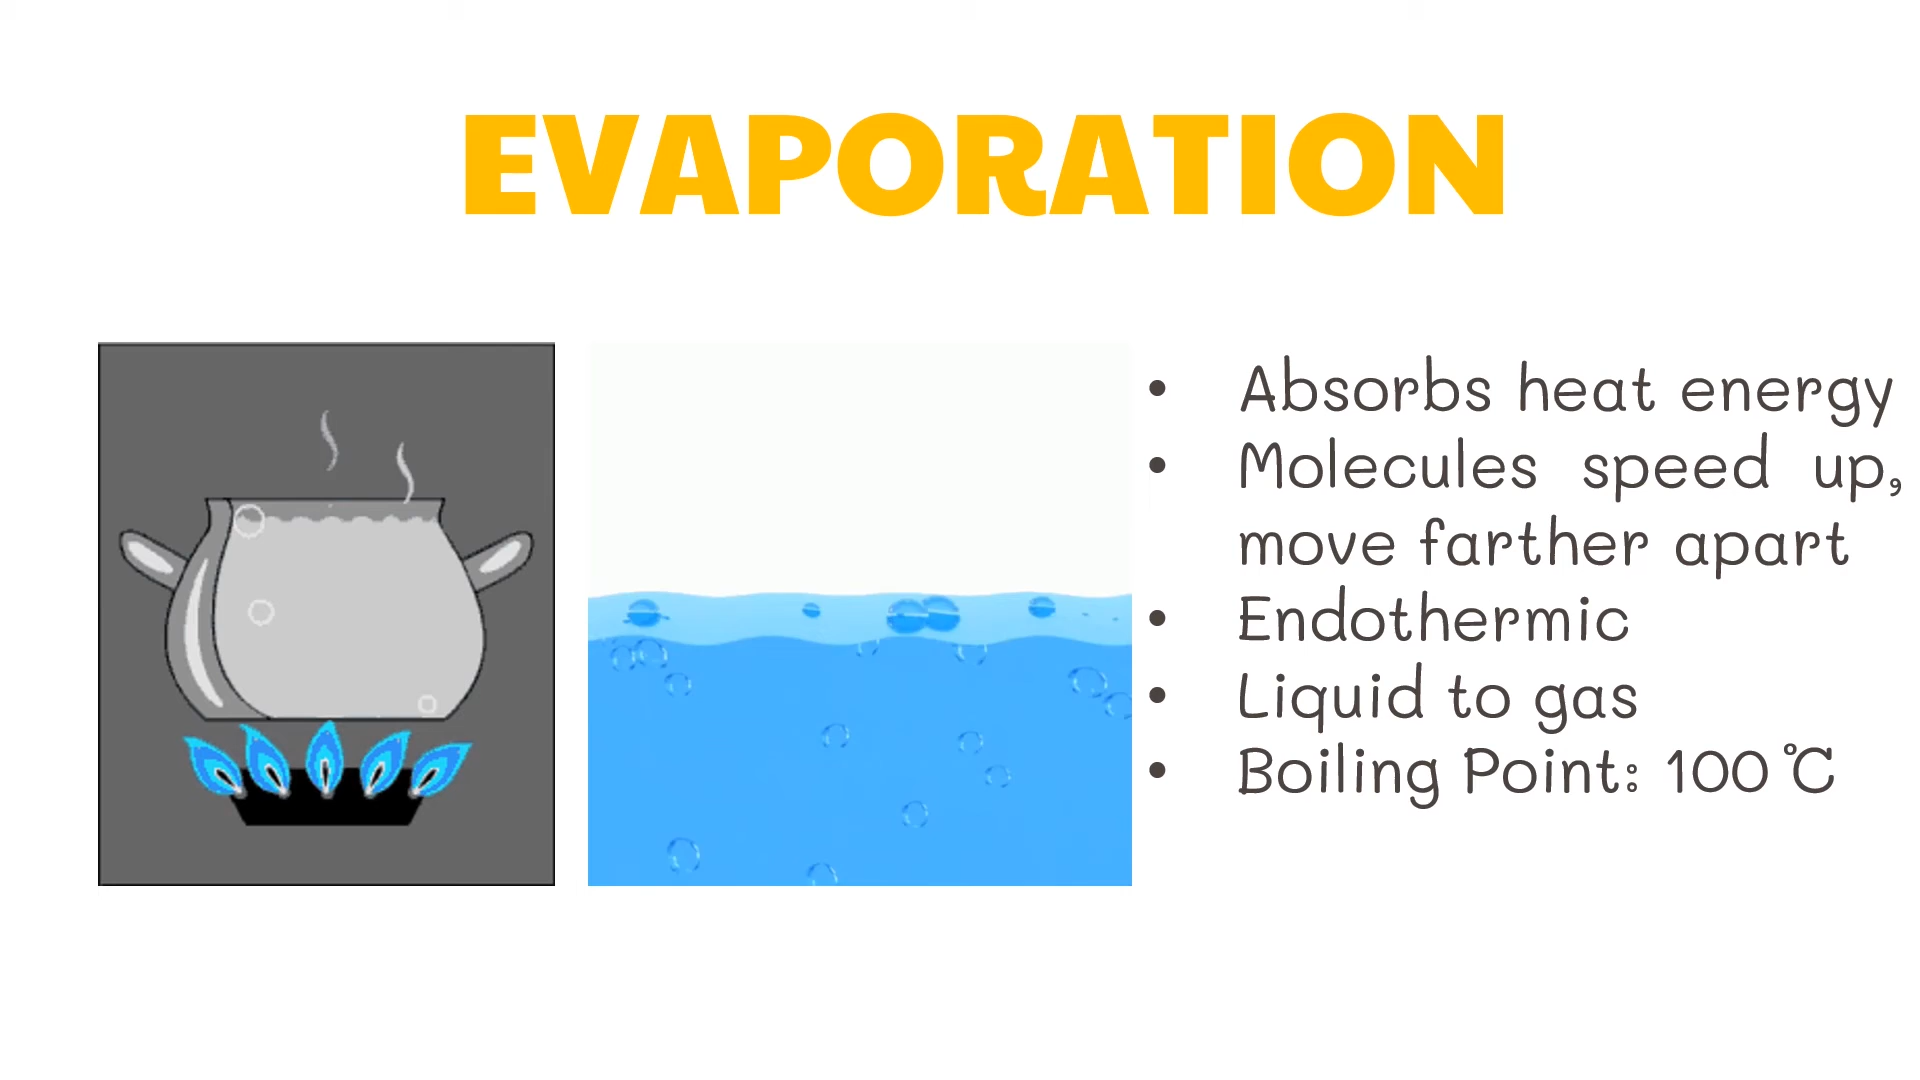 EVAPORATION
• Absorbs heat energy
• Molecules speed up,
move farther apart
• Endothermic
• Liquid to gas
• Boiling Point: 100 ℃